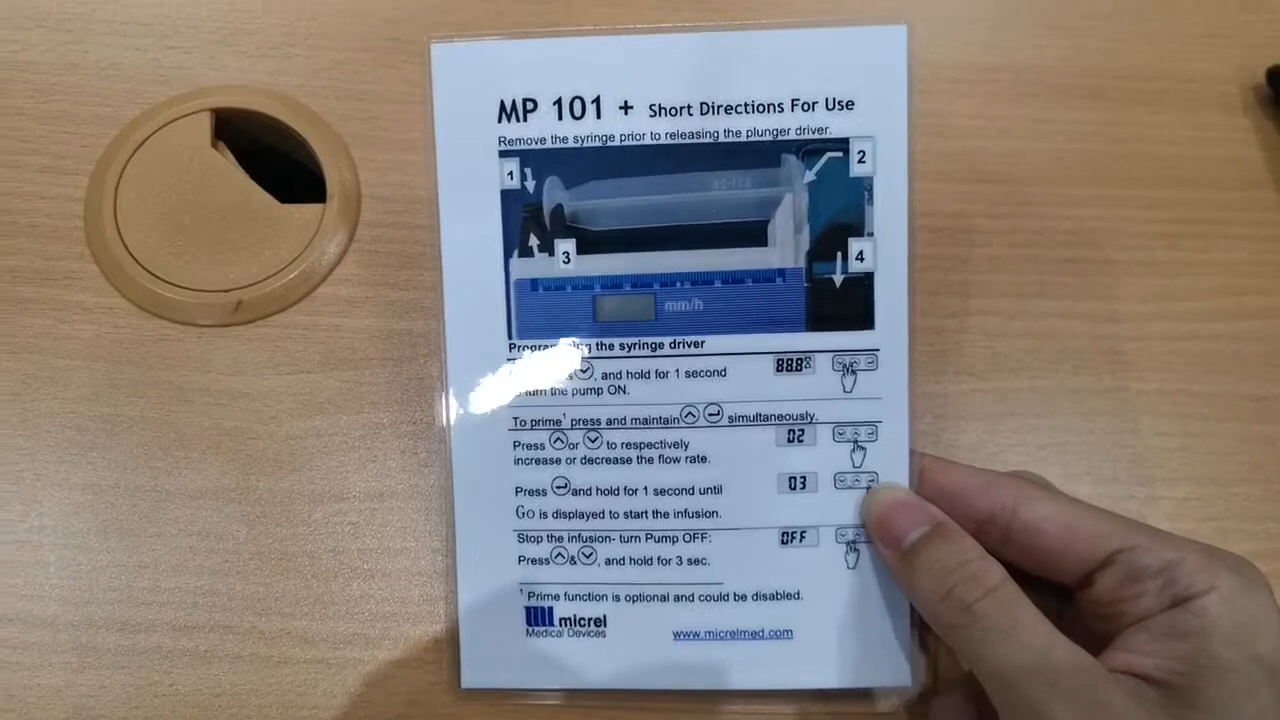 MP 101 + Short Directions For Use
Remove the syringe prior to releasing the plunger driver.
1
2
3
4
mm/h
Programming the syringe driver
, and hold for 1 second
turn the pump ON.
88.8
To prime¹ press and maintain simultaneously.
Press or to respectively
increase or decrease the flow rate.
02
Press and hold for 1 second until
Go is displayed to start the infusion.
03
Stop the infusion- turn Pump OFF:
Press &, and hold for 3 sec.
OFF
¹ Prime function is optional and could be disabled.
micrel
Medical Devices
www.micrelmed.com